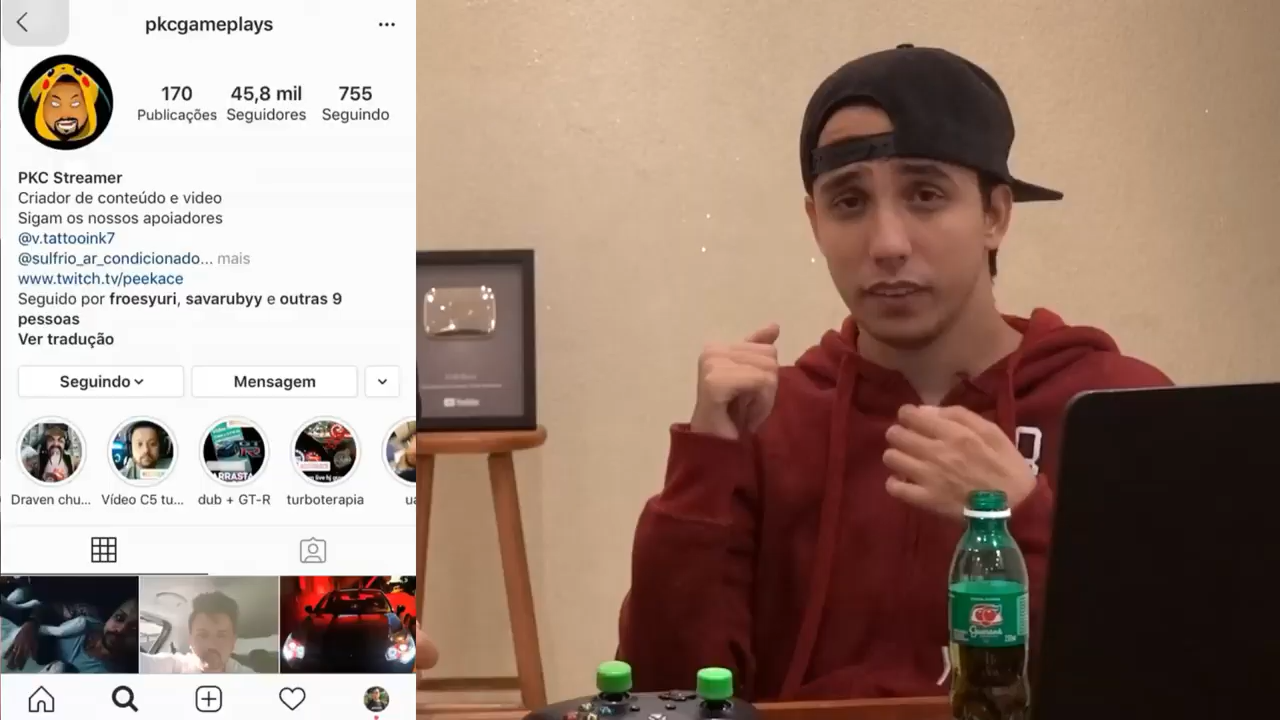 pkcgameplays
170
45,8 mil
755
Publicações
Seguidores
Seguindo
PKC Streamer
Criador de conteúdo e video
Sigam os nossos apoiadores
@v.tattooink7
@sulfrio_ar_condicionado... mais
www.twitch.tv/peekace
Seguido por froesyuri, savarubyy e outras 9
pessoas
Ver tradução
Seguindo
Mensagem
ARRASTA
Draven chu...
Vídeo C5 tu...
dub + GT-R
turboterapia
ua
YouTube
Guaraná